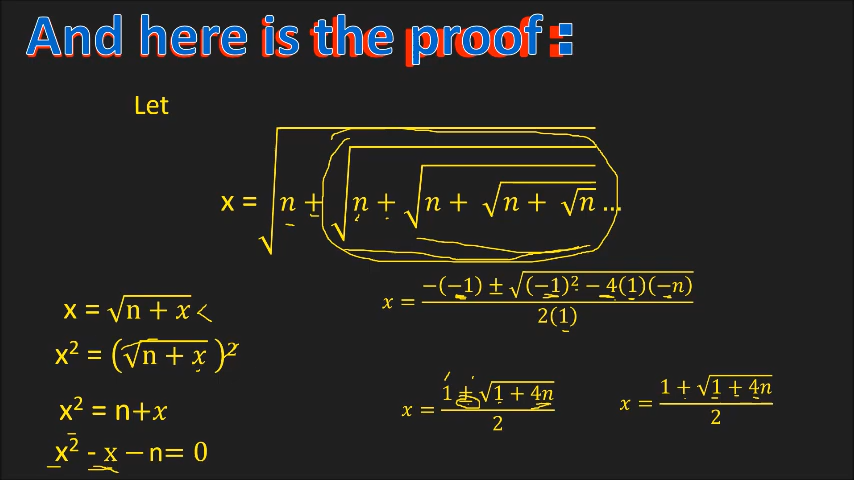 And here is the proof:
Let
x = √(n + √(n + √(n + √(n + √n))))...
x = √(n + x)
x² = (√(n + x))²
x² = n+x
x² - x − n= 0
x = (−(−1) ± √((−1)² − 4(1)(−n))) / 2(1)
x = (1 ± √(1 + 4n)) / 2
x = (1 + √(1 + 4n)) / 2